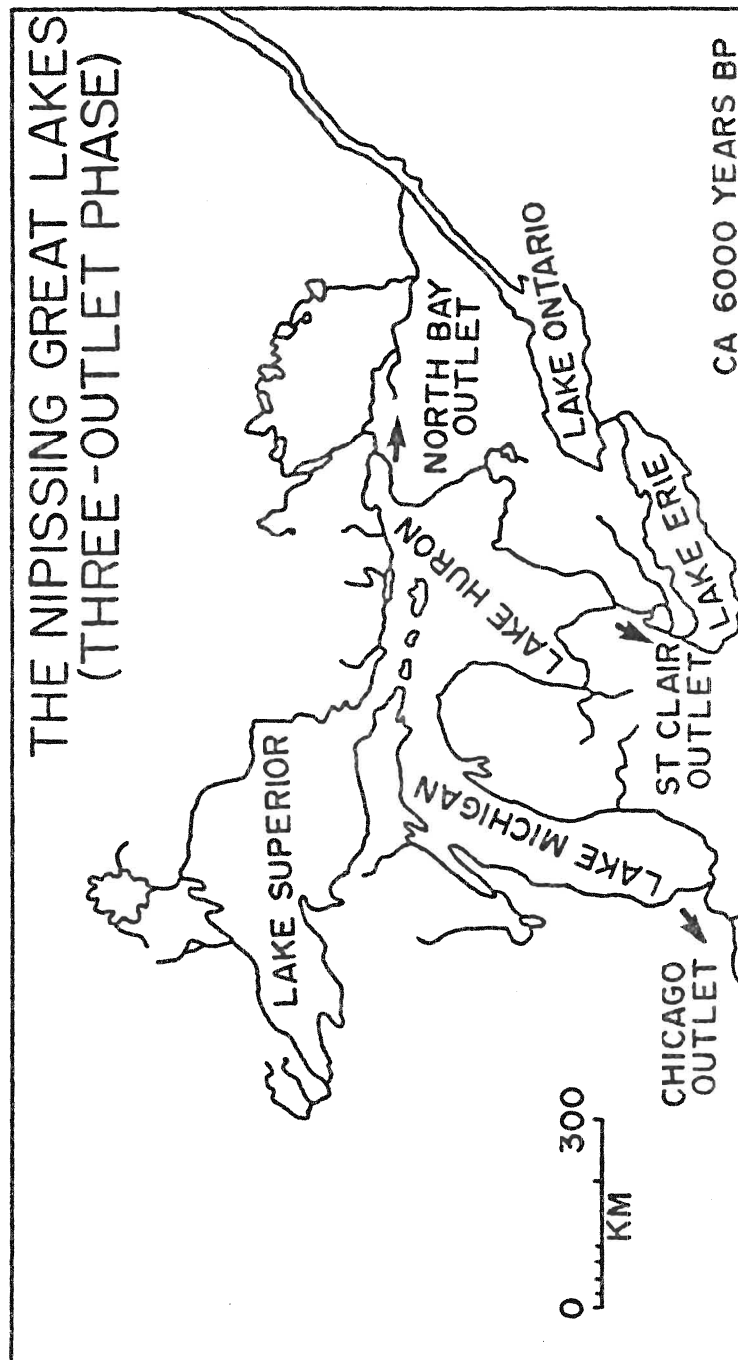 THE NIPISSING GREAT LAKES
(THREE-OUTLET PHASE)
LAKE SUPERIOR
NORTH BAY
OUTLET
LAKE HURON
LAKE MICHIGAN
LAKE ONTARIO
LAKE ERIE
ST CLAIR
OUTLET
CHICAGO
OUTLET
0 300
KM
CA 6000 YEARS BP